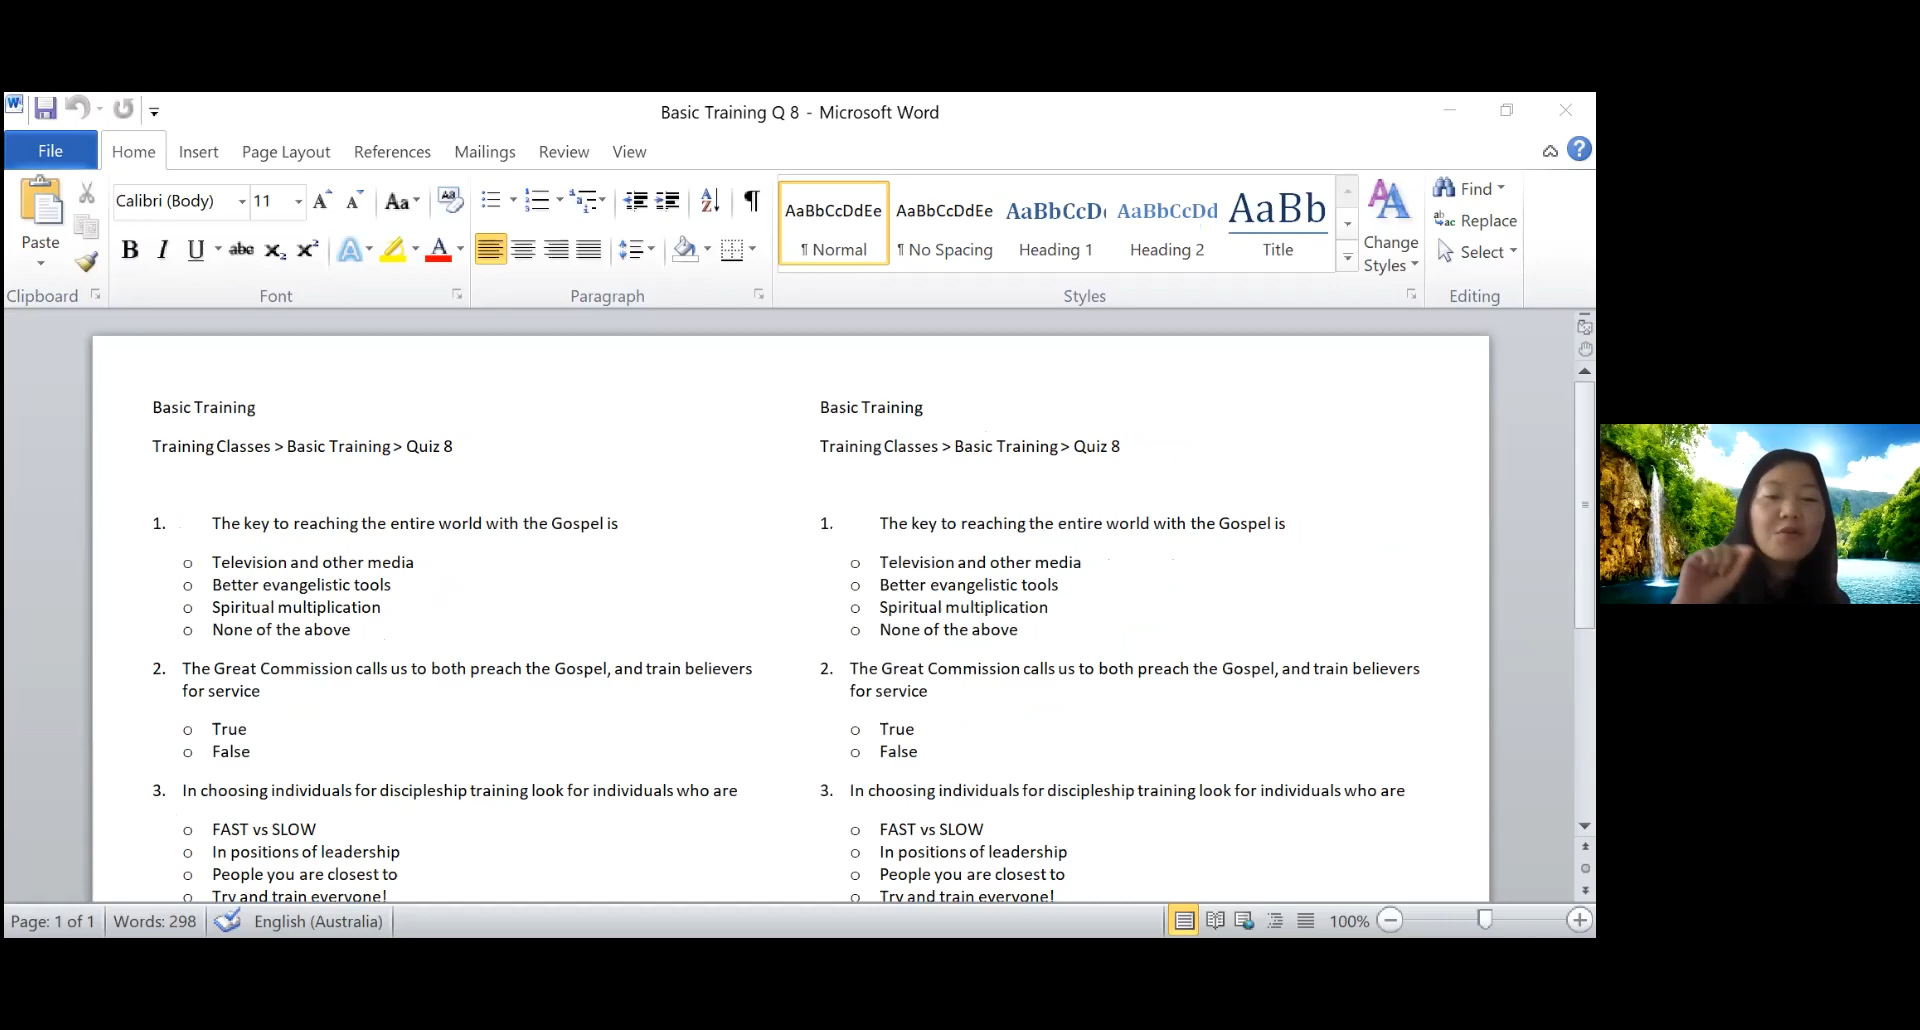 Basic Training Q 8 - Microsoft Word
File Home Insert Page Layout References Mailings Review View
Calibri (Body) 11 Aa
Paste
B I U abc X₂ X² A A
AaBbCcDdEe AaBbCcDdEe AaBbCcD AaBbCcDd AaBb
¶ Normal ¶ No Spacing Heading 1 Heading 2 Title
Change
Styles
Find
Replace
Select
Clipboard Font Paragraph Styles Editing
Basic Training
Training Classes > Basic Training > Quiz 8
1. The key to reaching the entire world with the Gospel is
o Television and other media
o Better evangelistic tools
o Spiritual multiplication
o None of the above
2. The Great Commission calls us to both preach the Gospel, and train believers
for service
o True
o False
3. In choosing individuals for discipleship training look for individuals who are
o FAST vs SLOW
o In positions of leadership
o People you are closest to
o Try and train everyone!
Basic Training
Training Classes > Basic Training > Quiz 8
1. The key to reaching the entire world with the Gospel is
o Television and other media
o Better evangelistic tools
o Spiritual multiplication
o None of the above
2. The Great Commission calls us to both preach the Gospel, and train believers
for service
o True
o False
3. In choosing individuals for discipleship training look for individuals who are
o FAST vs SLOW
o In positions of leadership
o People you are closest to
o Try and train everyone!
Page: 1 of 1 Words: 298 English (Australia) 100%